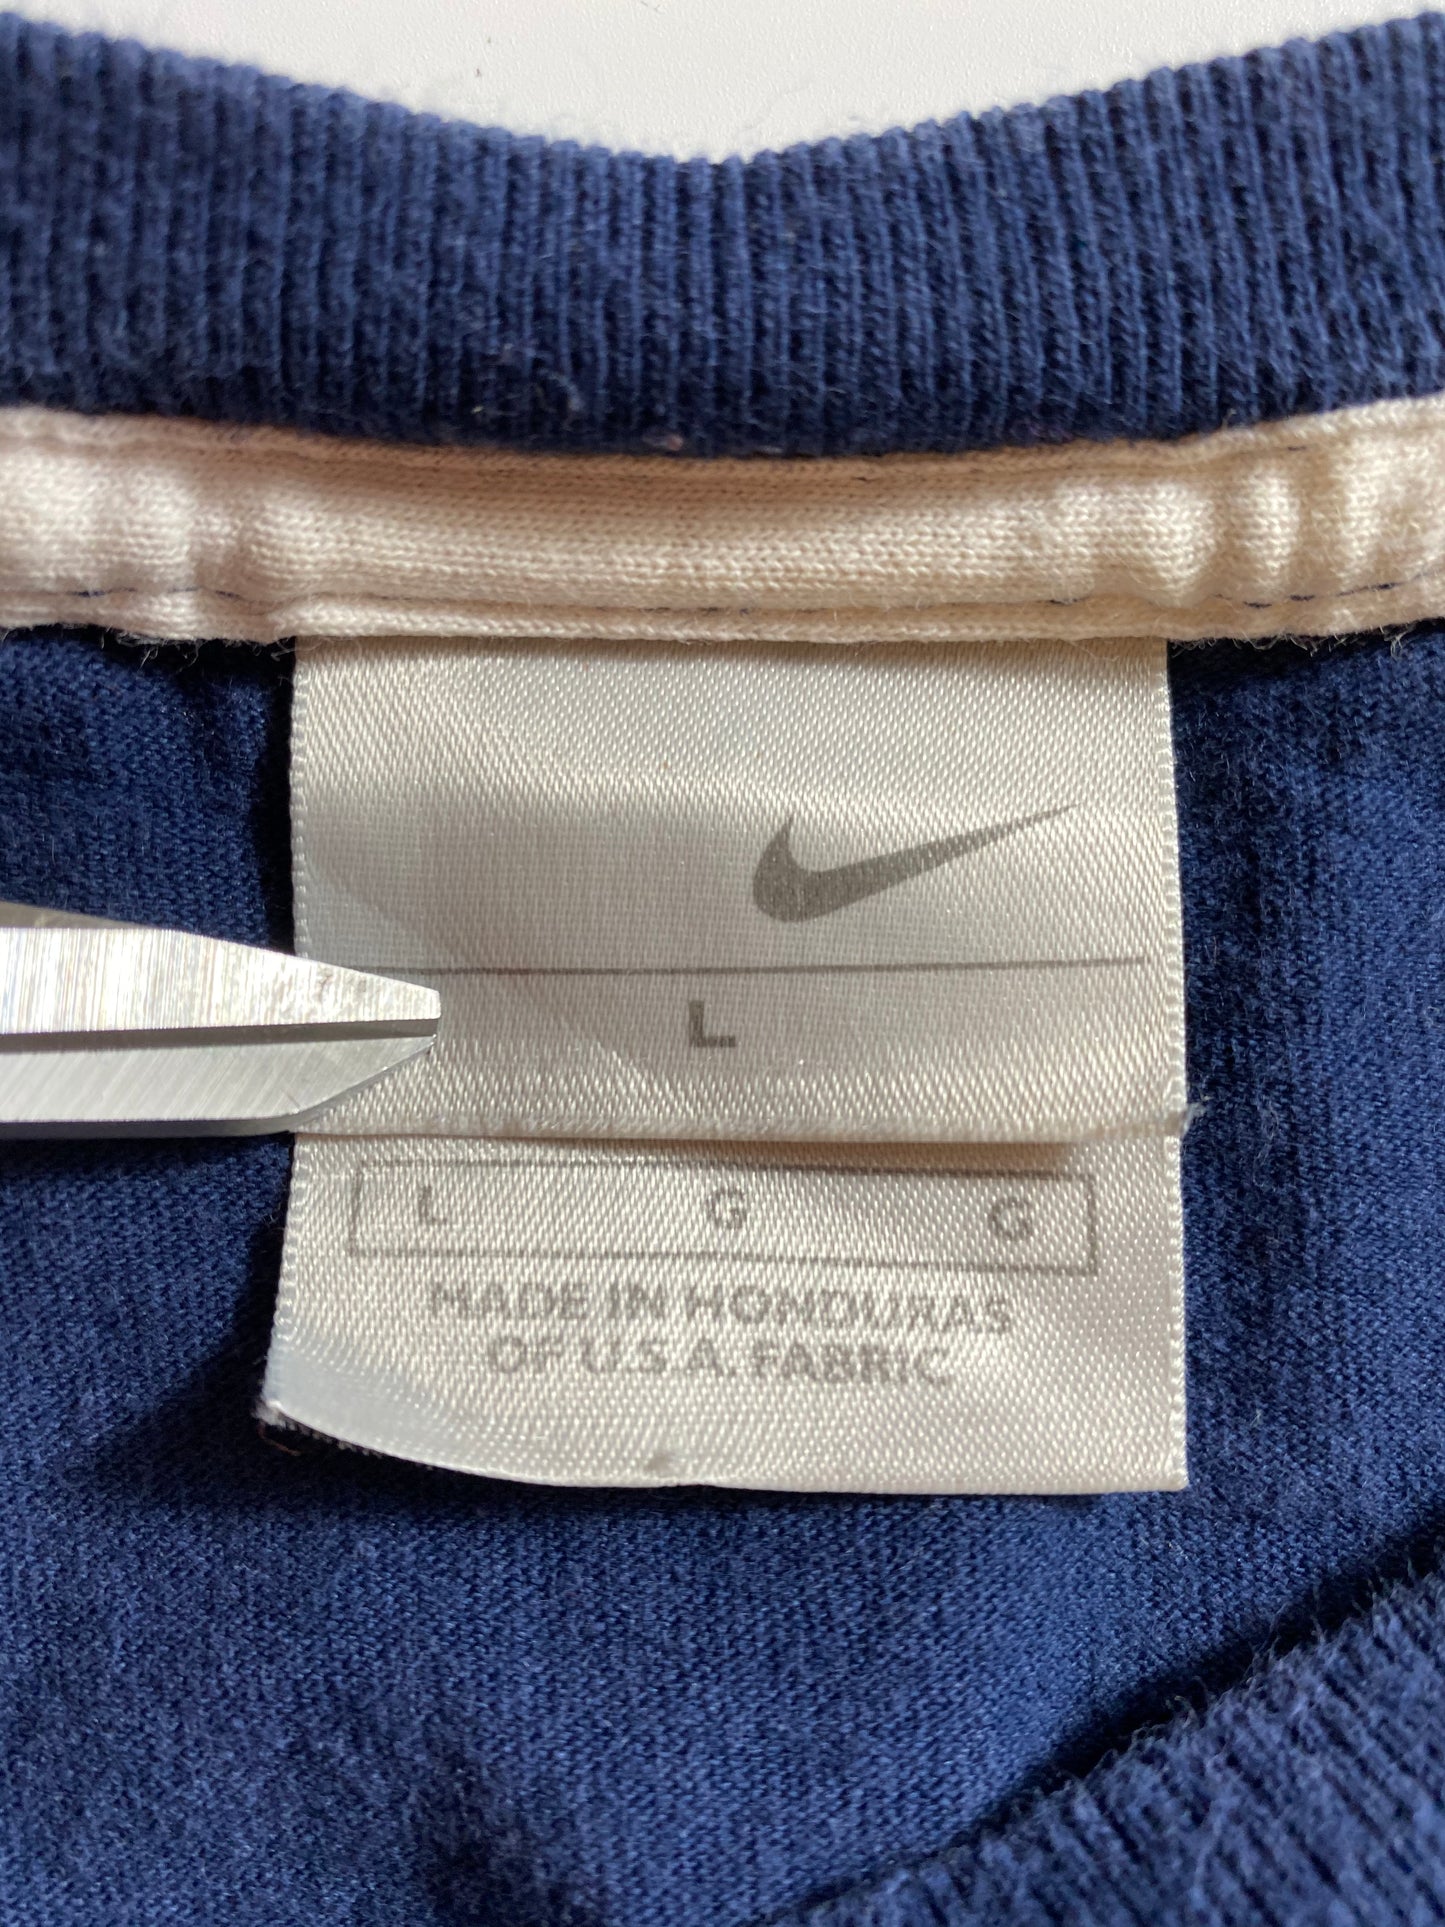 L
L G G
MADE IN HONDURAS
OF U.S.A. FABRIC